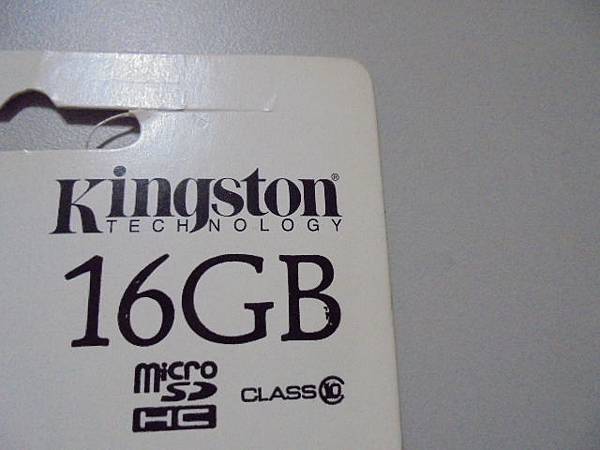 Kingston®
TECHNOLOGY
16GB
micro
SD
HC
CLASS 10